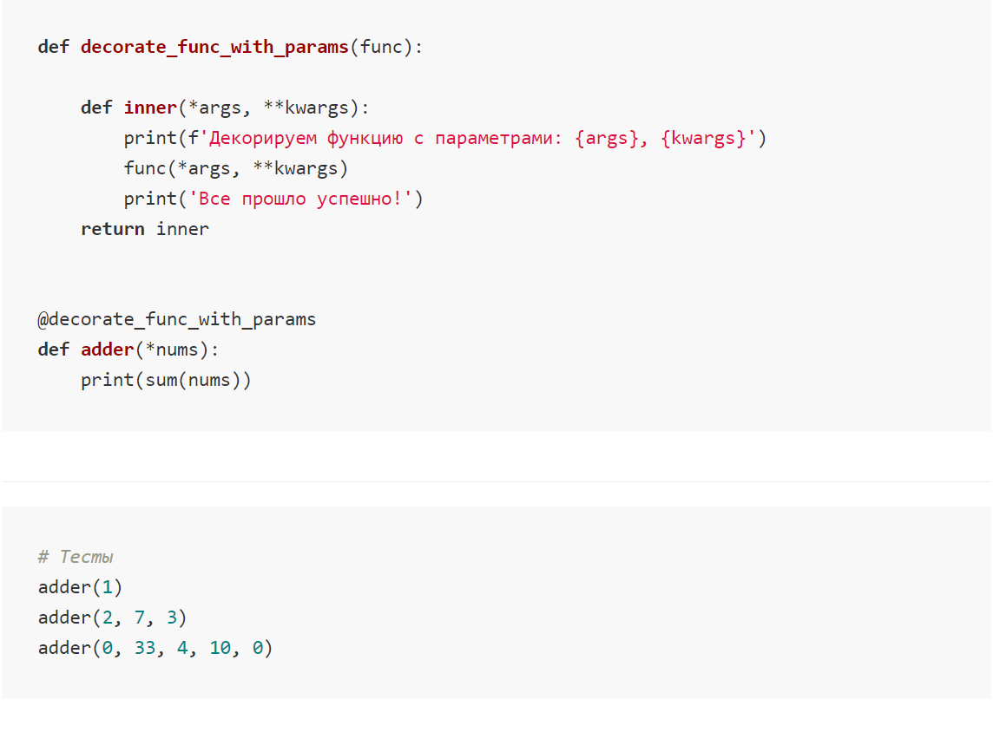 def decorate_func_with_params(func):
    def inner(*args, **kwargs):
        print(f'Декорируем функцию с параметрами: {args}, {kwargs}')
        func(*args, **kwargs)
        print('Все прошло успешно!')
    return inner
@decorate_func_with_params
def adder(*nums):
    print(sum(nums))
# Тесты
adder(1)
adder(2, 7, 3)
adder(0, 33, 4, 10, 0)